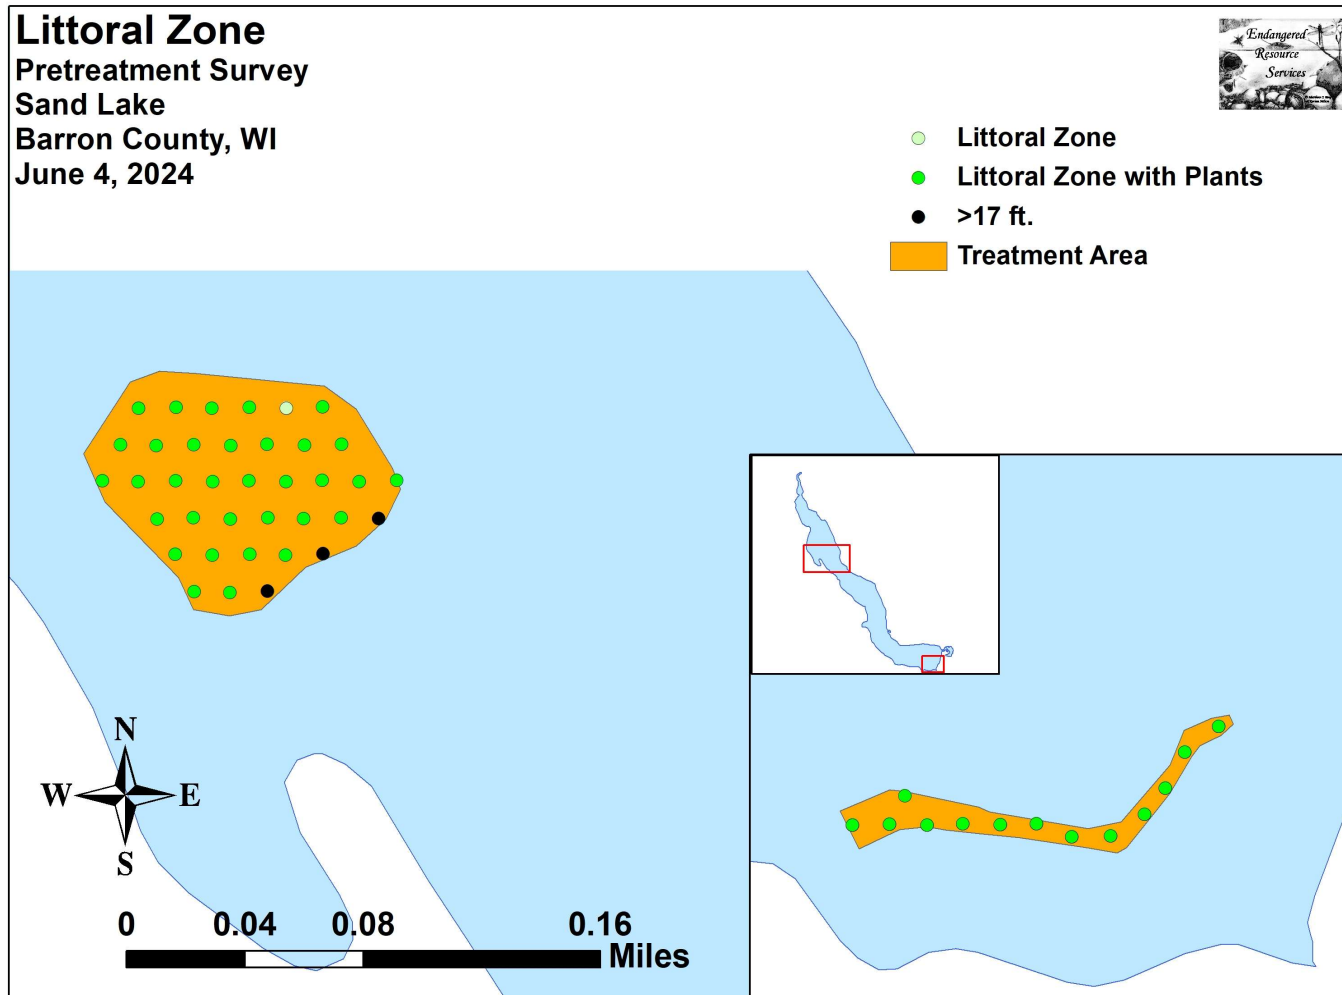 Littoral Zone
Pretreatment Survey
Sand Lake
Barron County, WI
June 4, 2024
Endangered
Resource
Services
Littoral Zone
Littoral Zone with Plants
>17 ft.
Treatment Area
N
W E
S
0 0.04 0.08 0.16
Miles